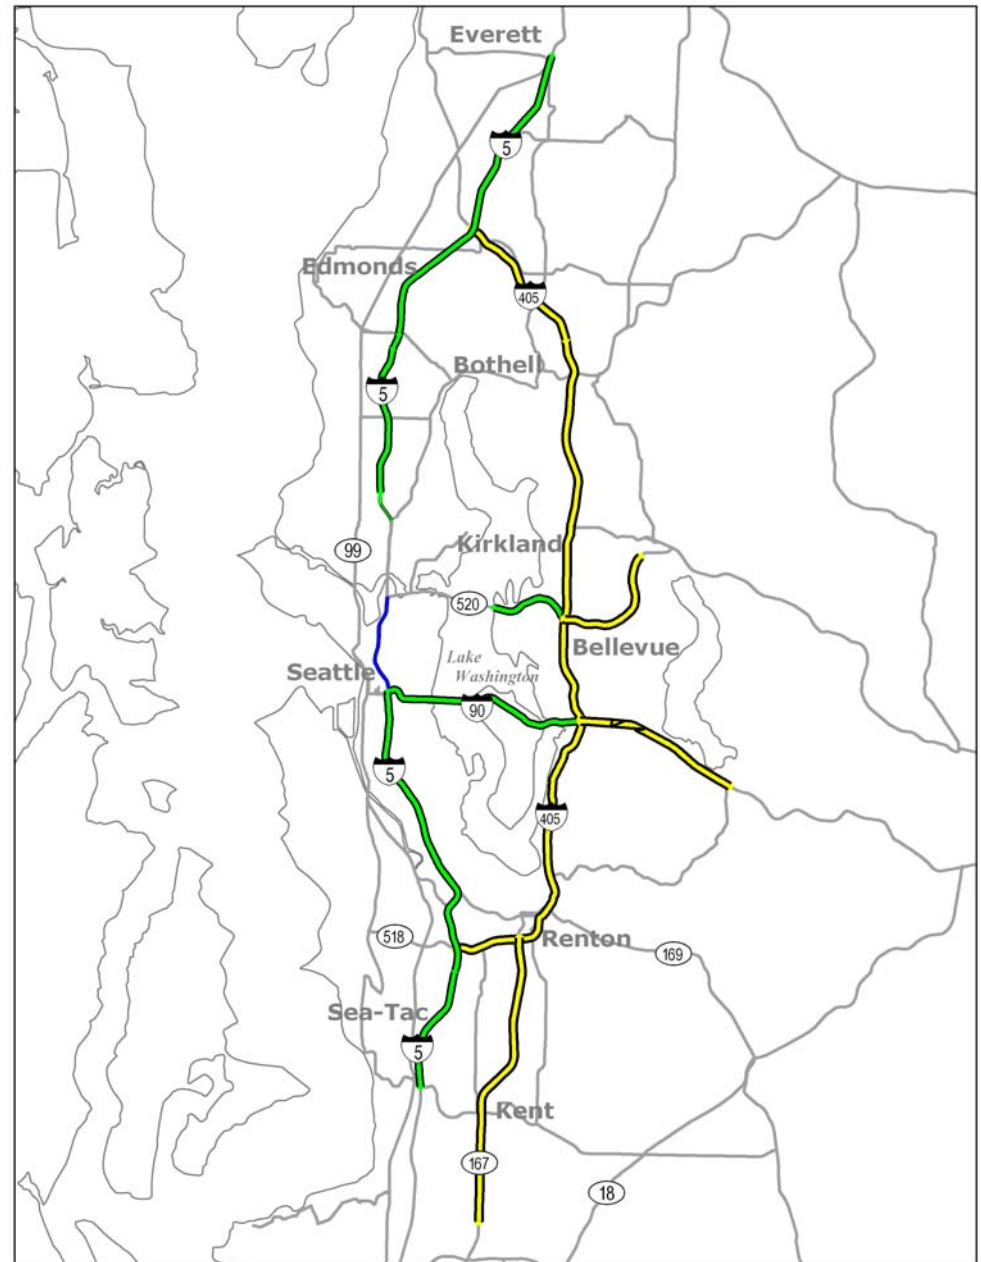 Everett
5
Edmonds
405
Bothell
5
Kirkland
99
520
Bellevue
Lake
Washington
Seattle
90
5
405
518
Renton
169
Sea-Tac
5
Kent
167
18